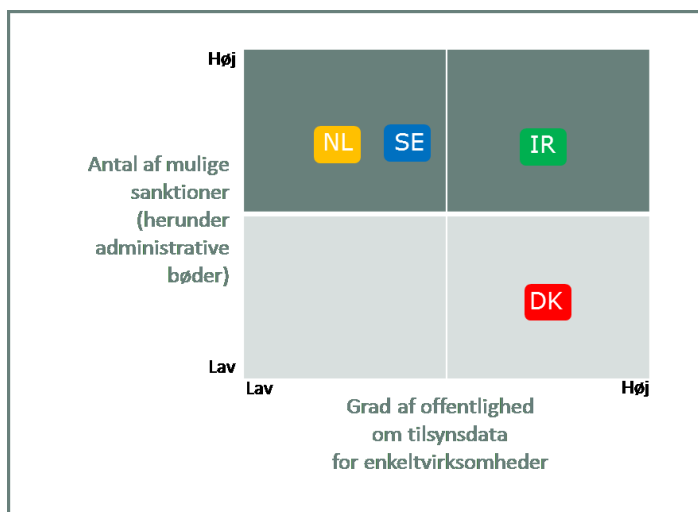 Høj
Antal af mulige
sanktioner
(herunder
administrative
bøder)
NL
SE
IR
DK
Lav
Lav
Høj
Grad af offentlighed
om tilsynsdata
for enkeltvirksomheder